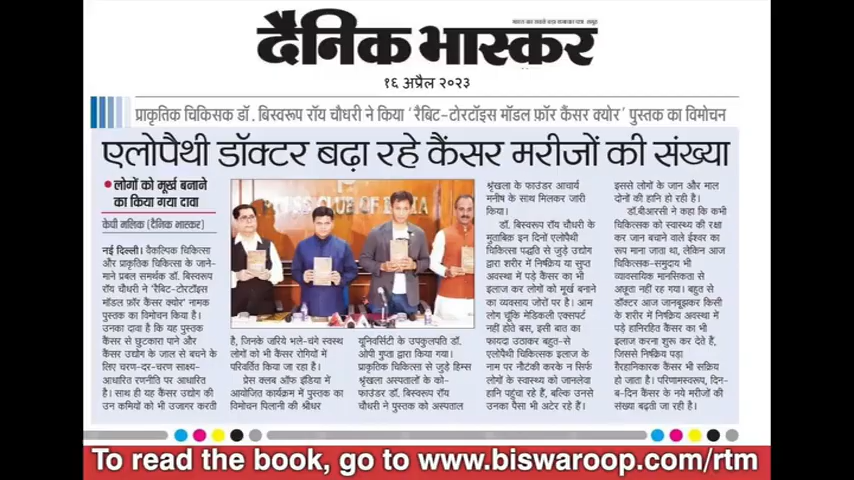 दैनिक भास्कर
१६ अप्रैल २०२३
प्राकृतिक चिकिसक डॉ. बिस्वरूप रॉय चौधरी ने किया 'रैबिट-टोरटॉइस मॉडल फ़ॉर कैंसर क्योर' पुस्तक का विमोचन
एलोपैथी डॉक्टर बढ़ा रहे कैंसर मरीजों की संख्या
लोगों को मूर्ख बनाने
का किया गया दावा
केपी मलिक (दैनिक भास्कर)
नई दिल्ली। वैकल्पिक चिकित्सा
और प्राकृतिक चिकित्सा के जाने-
माने प्रबल समर्थक डॉ. बिस्वरूप
रॉय चौधरी ने 'रैबिट-टोरटॉइस
मॉडल फ़ॉर कैंसर क्योर' नामक
पुस्तक का विमोचन किया है।
उनका दावा है कि यह पुस्तक
कैंसर से छुटकारा पाने और
कैंसर उद्योग के जाल से बचने के
लिए चरण-दर-चरण साक्ष्य-
आधारित रणनीति पर आधारित
है। साथ ही यह कैंसर उद्योग की
उन कमियों को भी उजागर करती
PRESS CLUB OF INDIA
है, जिनके जरिये भले-चंगे स्वस्थ
लोगों को भी कैंसर रोगियों में
परिवर्तित किया जा रहा है।
प्रेस क्लब ऑफ इंडिया में
आयोजित कार्यक्रम में पुस्तक का
विमोचन पिलानी की श्रीधर
यूनिवर्सिटी के उपकुलपति डॉ.
ओपी गुप्ता द्वारा किया गया।
प्राकृतिक चिकित्सा से जुड़े हिम्स
श्रृंखला अस्पतालों के को-
फाउंडर डॉ. बिस्वरूप रॉय
चौधरी ने पुस्तक को अस्पताल
श्रृंखला के फाउंडर आचार्य
मनीष के साथ मिलकर जारी
किया।
डॉ. बिस्वरूप रॉय चौधरी के
मुताबिक़ इन दिनों एलोपैथी
चिकित्सा पद्धति से जुड़े उद्योग
द्वारा शरीर में निष्क्रिय या सुप्त
अवस्था में पड़े कैंसर का भी
इलाज कर लोगों को मूर्ख बनाने
का व्यवसाय जोरों पर है। आम
लोग चूंकि मेडिकली एक्सपर्ट
नहीं होते बस, इसी बात का
फायदा उठाकर बहुत-से
एलोपैथी चिकित्सक इलाज के
नाम पर नौटंकी करके न सिर्फ
लोगों के स्वास्थ्य को जानलेवा
हानि पहुंचा रहे हैं, बल्कि उनसे
उनका पैसा भी अटेर रहे हैं।
इससे लोगों के जान और माल
दोनों की हानि हो रही है।
डॉ.बीआरसी ने कहा कि कभी
चिकित्सक को स्वास्थ्य की रक्षा
कर जान बचाने वाले ईश्वर का
रूप माना जाता था, लेकिन आज
चिकित्सक-समुदाय भी
व्यावसायिक मानसिकता से
अछूता नहीं रह गया। बहुत से
डॉक्टर आज जानबूझकर किसी
के शरीर में निष्क्रिय अवस्था में
पड़े हानिरहित कैंसर का भी
इलाज करना शुरू कर देते हैं,
जिससे निष्क्रिय पड़ा
ग़ैरहानिकारक कैंसर भी सक्रिय
हो जाता है। परिणामस्वरूप, दिन-
ब-दिन कैंसर के नये मरीजों की
संख्या बढ़ती जा रही है।
To read the book, go to www.biswaroop.com/rtm